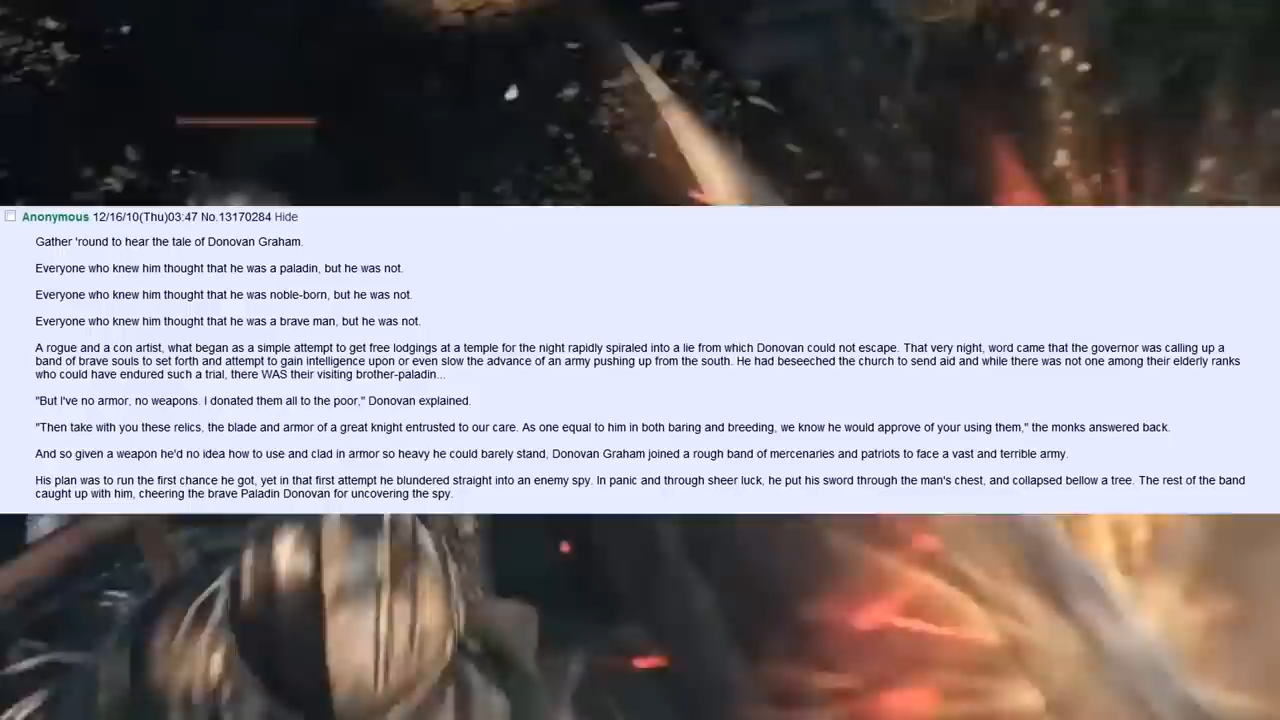 Anonymous 12/16/10(Thu)03:47 No.13170284 Hide
Gather 'round to hear the tale of Donovan Graham.
Everyone who knew him thought that he was a paladin, but he was not.
Everyone who knew him thought that he was noble-born, but he was not.
Everyone who knew him thought that he was a brave man, but he was not.
A rogue and a con artist, what began as a simple attempt to get free lodgings at a temple for the night rapidly spiraled into a lie from which Donovan could not escape. That very night, word came that the governor was calling up a
band of brave souls to set forth and attempt to gain intelligence upon or even slow the advance of an army pushing up from the south. He had beseeched the church to send aid and while there was not one among their elderly ranks
who could have endured such a trial, there WAS their visiting brother-paladin...
"But I've no armor, no weapons. I donated them all to the poor," Donovan explained.
"Then take with you these relics, the blade and armor of a great knight entrusted to our care. As one equal to him in both baring and breeding, we know he would approve of your using them," the monks answered back.
And so given a weapon he'd no idea how to use and clad in armor so heavy he could barely stand, Donovan Graham joined a rough band of mercenaries and patriots to face a vast and terrible army.
His plan was to run the first chance he got, yet in that first attempt he blundered straight into an enemy spy. In panic and through sheer luck, he put his sword through the man's chest, and collapsed bellow a tree. The rest of the band
caught up with him, cheering the brave Paladin Donovan for uncovering the spy.